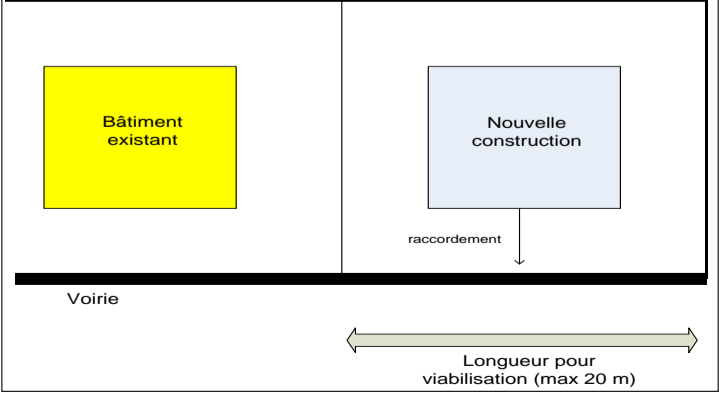 Bâtiment
existant
Nouvelle
construction
raccordement
Voirie
Longueur pour
viabilisation (max 20 m)